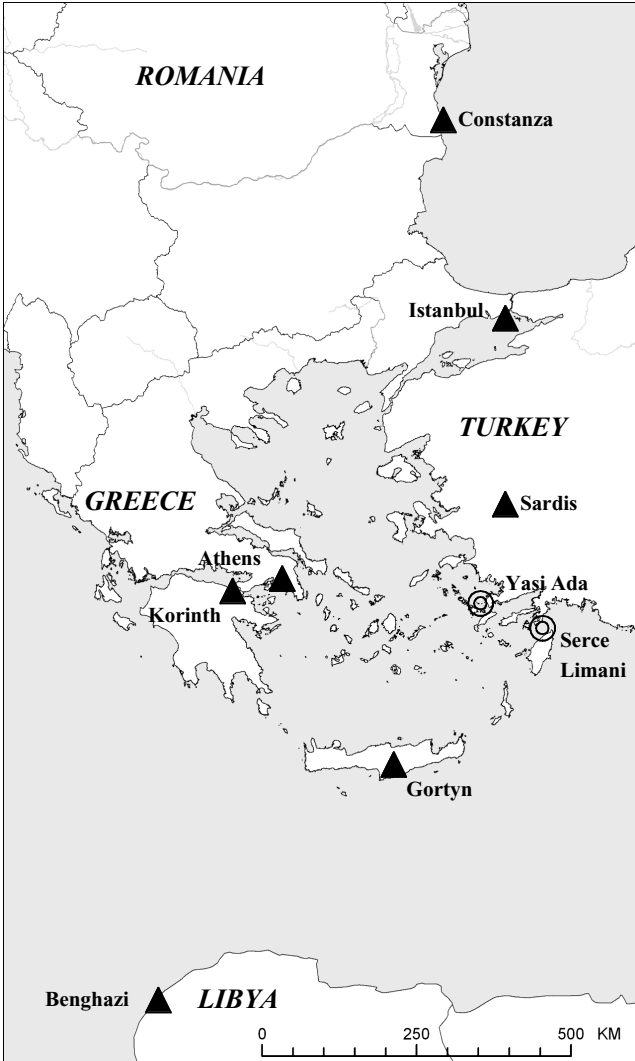 ROMANIA
Constanza
Istanbul
TURKEY
GREECE
Sardis
Athens
Yasi Ada
Korinth
Serce
Limani
Gortyn
Benghazi
LIBYA
0 250 500 KM